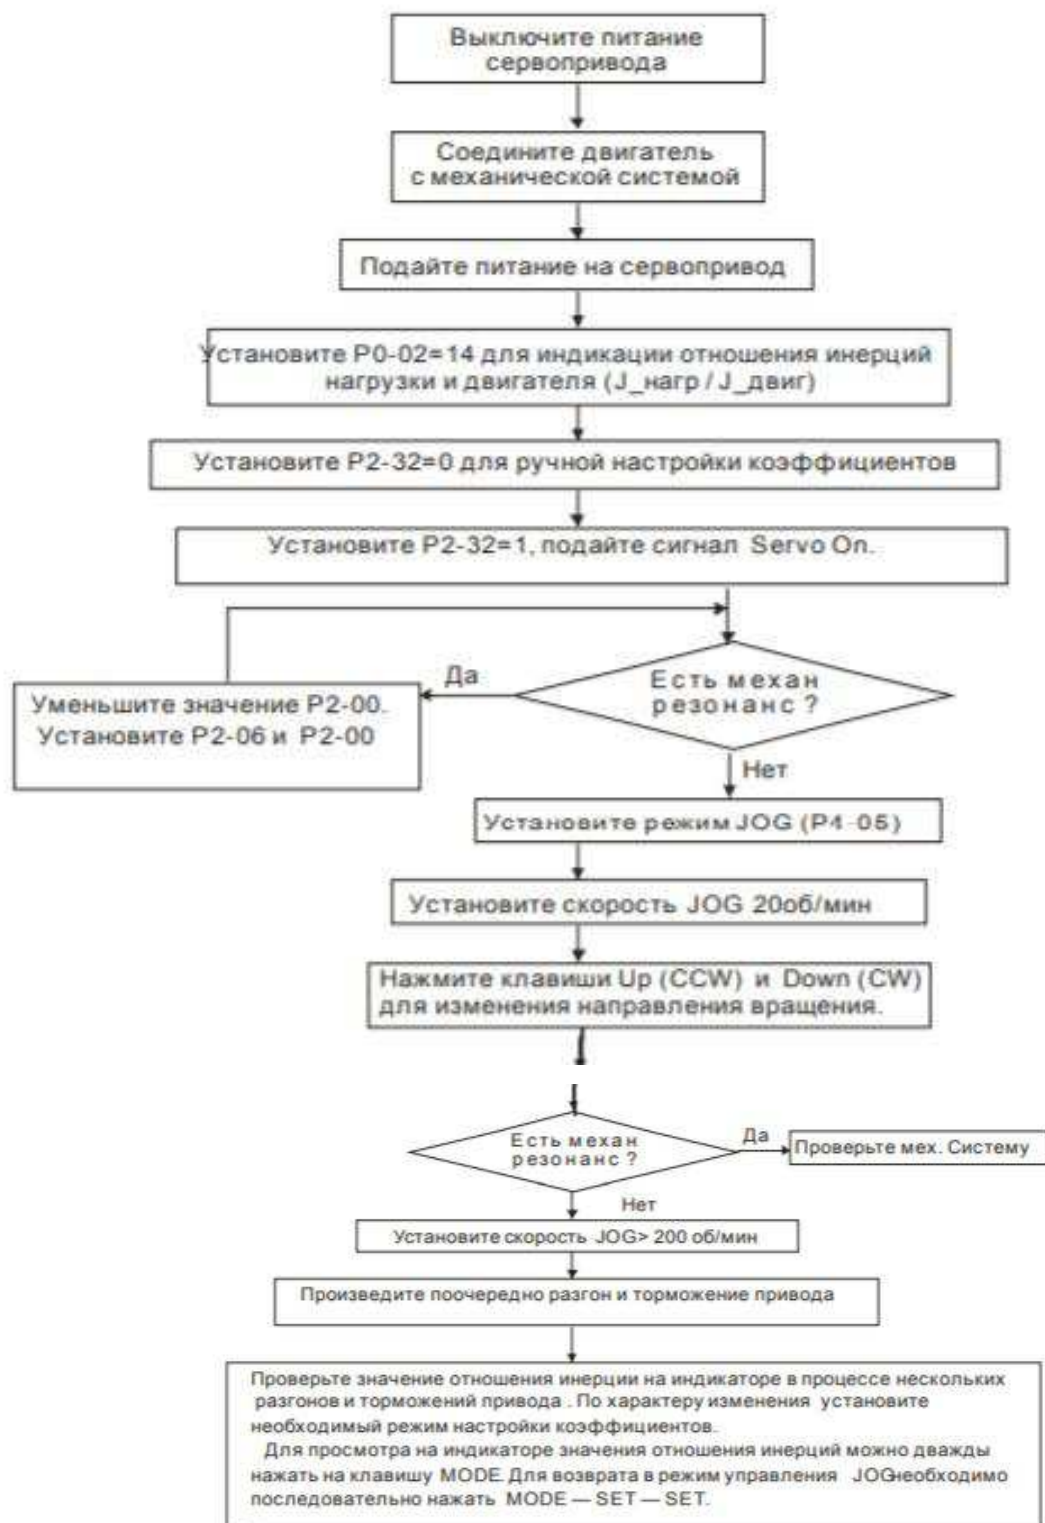 Выключите питание
сервопривода
Соедините двигатель
с механической системой
Подайте питание на сервопривод
Установите P0-02=14 для индикации отношения инерций
нагрузки и двигателя (J_нагр / J_двиг)
Установите P2-32=0 для ручной настройки коэффициентов
Установите P2-32=1, подайте сигнал Servo On.
Есть механ
резонанс ?
Да
Уменьшите значение P2-00.
Установите P2-06 и P2-00
Нет
Установите режим JOG (P4-05)
Установите скорость JOG 20об/мин
Нажмите клавиши Up (CCW) и Down (CW)
для изменения направления вращения.
Есть механ
резонанс ?
Да
Проверьте мех. Систему
Нет
Установите скорость JOG> 200 об/мин
Произведите поочередно разгон и торможение привода
Проверьте значение отношения инерции на индикаторе в процессе нескольких
разгонов и торможений привода . По характеру изменения установите
необходимый режим настройки коэффициентов.
Для просмотра на индикаторе значения отношения инерций можно дважды
нажать на клавишу MODE. Для возврата в режим управления JOGнеобходимо
последовательно нажать MODE — SET — SET.